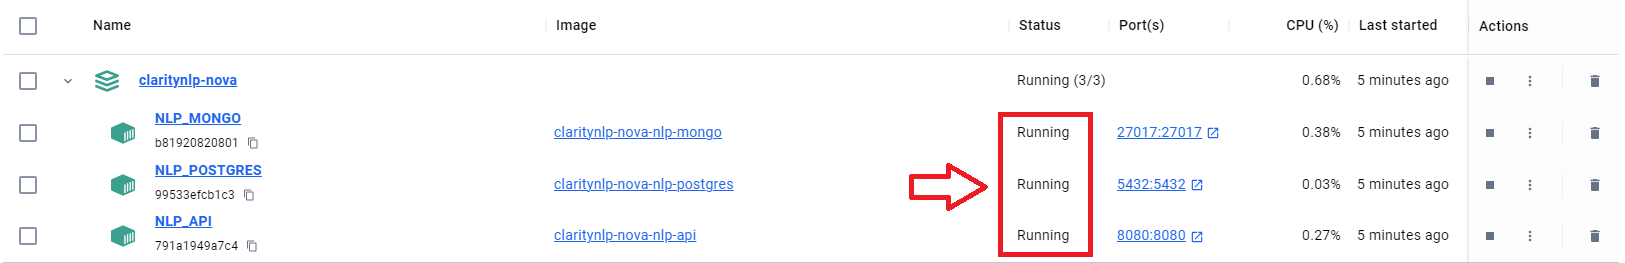 Name Image Status Port(s) CPU (%) Last started Actions
claritynlp-nova Running (3/3) 0.68% 5 minutes ago
NLP_MONGO
b81920820801 claritynlp-nova-nlp-mongo Running 27017:27017 0.38% 5 minutes ago
NLP_POSTGRES
99533efcb1c3 claritynlp-nova-nlp-postgres Running 5432:5432 0.03% 5 minutes ago
NLP_API
791a1949a7c4 claritynlp-nova-nlp-api Running 8080:8080 0.27% 5 minutes ago